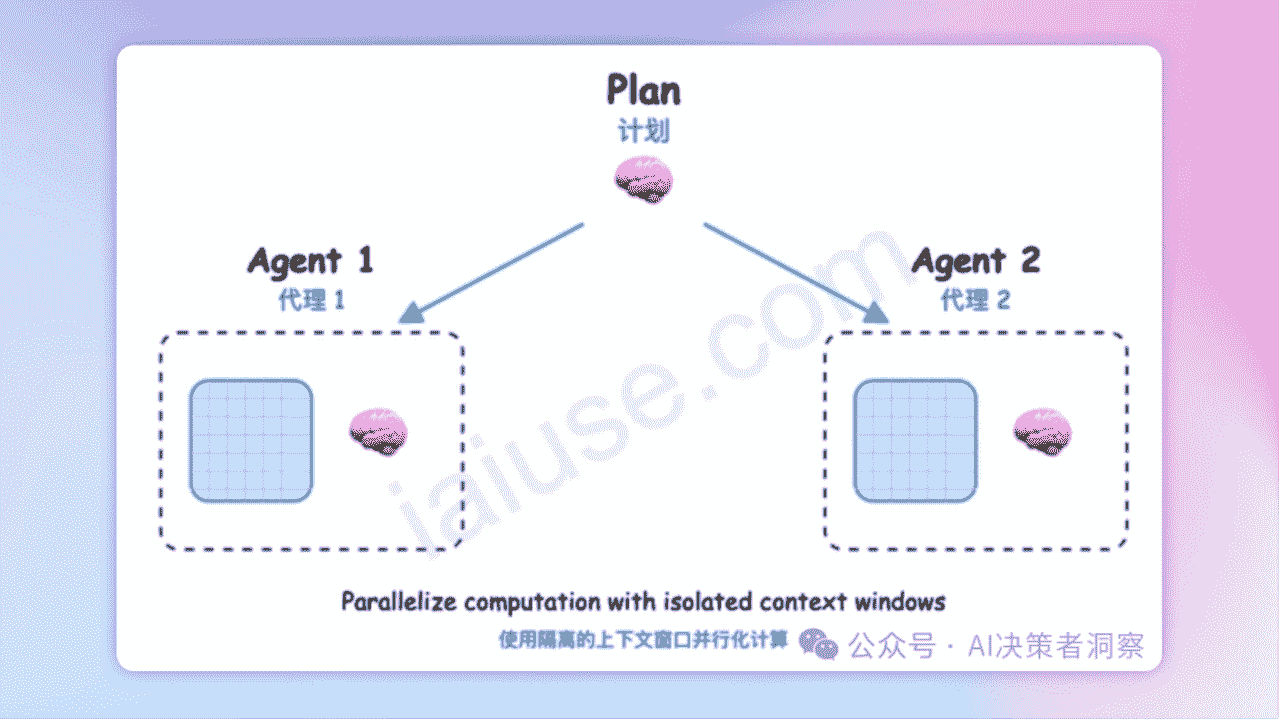 Plan
计划
Agent 1
代理 1
Agent 2
代理 2
iaiuse.com
Parallelize computation with isolated context windows
使用隔离的上下文窗口并行化计算
公众号 · AI决策者洞察